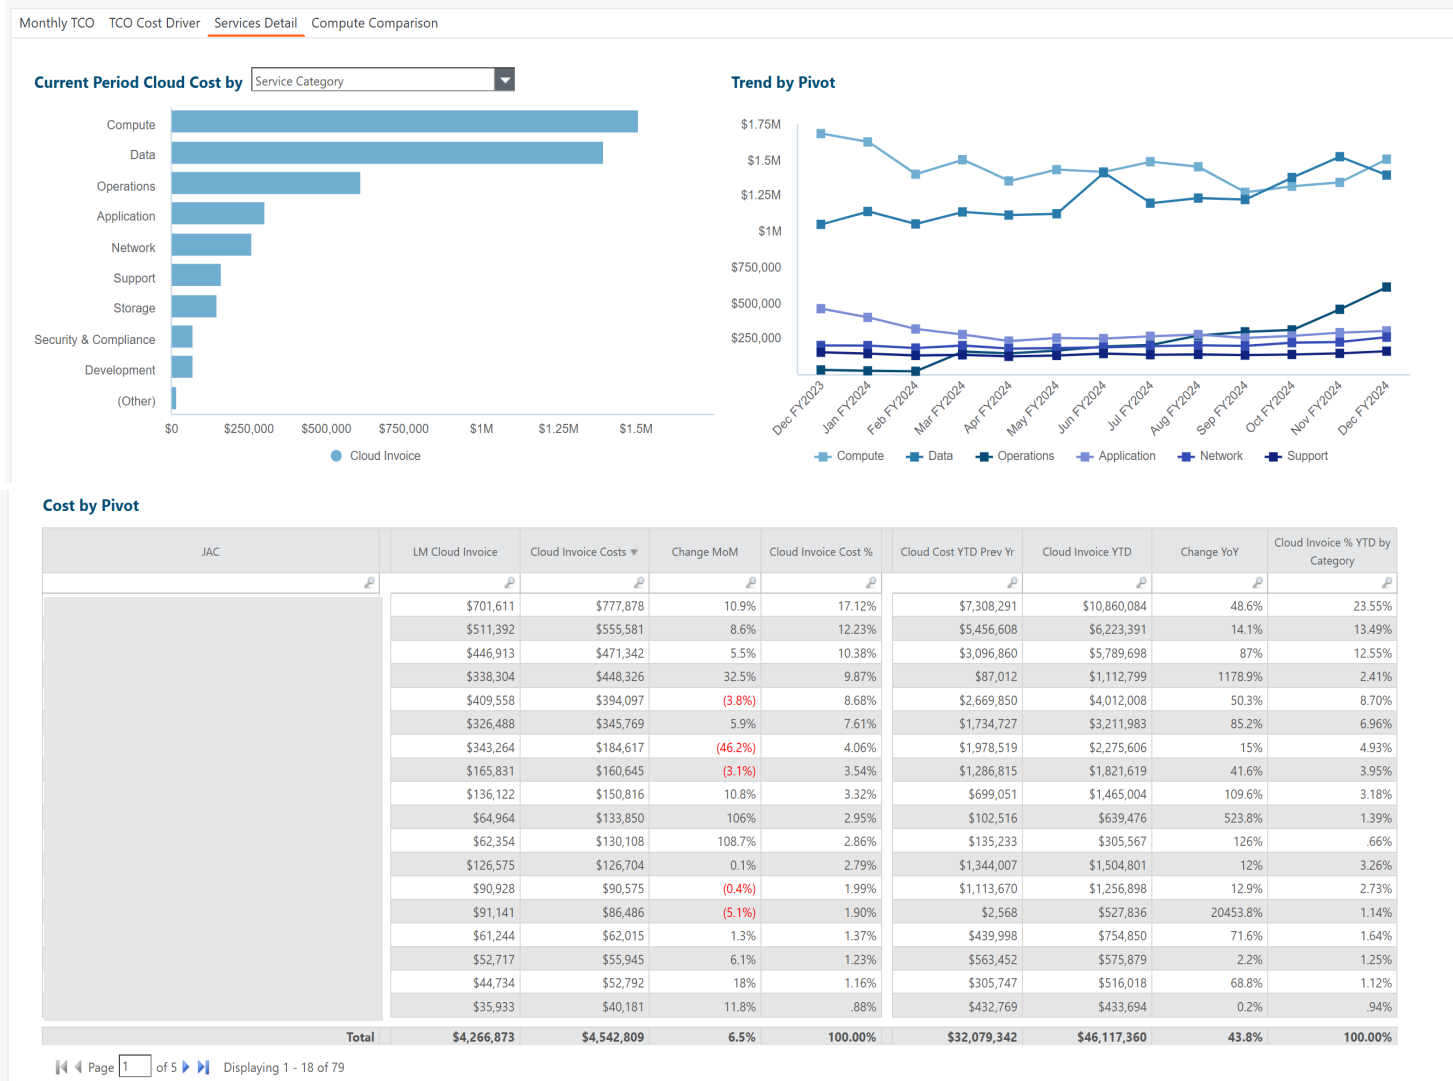 Monthly TCO TCO Cost Driver Services Detail Compute Comparison
Current Period Cloud Cost by Service Category
Compute
Data
Operations
Application
Network
Support
Storage
Security & Compliance
Development
(Other)
$0 $250,000 $500,000 $750,000 $1M $1.25M $1.5M
Cloud Invoice
Trend by Pivot
$1.75M
$1.5M
$1.25M
$1M
$750,000
$500,000
$250,000
Dec FY2023 Jan FY2024 Feb FY2024 Mar FY2024 Apr FY2024 May FY2024 Jun FY2024 Jul FY2024 Aug FY2024 Sep FY2024 Oct FY2024 Nov FY2024 Dec FY2024
Compute Data Operations Application Network Support
Cost by Pivot
JAC LM Cloud Invoice Cloud Invoice Costs Change MoM Cloud Invoice Cost % Cloud Cost YTD Prev Yr Cloud Invoice YTD Change YoY Cloud Invoice % YTD by
Category
$701,611 $777,878 10.9% 17.12% $7,308,291 $10,860,084 48.6% 23.55%
$511,392 $555,581 8.6% 12.23% $5,456,608 $6,223,391 14.1% 13.49%
$446,913 $471,342 5.5% 10.38% $3,096,860 $5,789,698 87% 12.55%
$338,304 $448,326 32.5% 9.87% $87,012 $1,112,799 1178.9% 2.41%
$409,558 $394,097 (3.8%) 8.68% $2,669,850 $4,012,008 50.3% 8.70%
$326,488 $345,769 5.9% 7.61% $1,734,727 $3,211,983 85.2% 6.96%
$343,264 $184,617 (46.2%) 4.06% $1,978,519 $2,275,606 15% 4.93%
$165,831 $160,645 (3.1%) 3.54% $1,286,815 $1,821,619 41.6% 3.95%
$136,122 $150,816 10.8% 3.32% $699,051 $1,465,004 109.6% 3.18%
$64,964 $133,850 106% 2.95% $102,516 $639,476 523.8% 1.39%
$62,354 $130,108 108.7% 2.86% $135,233 $305,567 126% .66%
$126,575 $126,704 0.1% 2.79% $1,344,007 $1,504,801 12% 3.26%
$90,928 $90,575 (0.4%) 1.99% $1,113,670 $1,256,898 12.9% 2.73%
$91,141 $86,486 (5.1%) 1.90% $2,568 $527,836 20453.8% 1.14%
$61,244 $62,015 1.3% 1.37% $439,998 $754,850 71.6% 1.64%
$52,717 $55,945 6.1% 1.23% $563,452 $575,879 2.2% 1.25%
$44,734 $52,792 18% 1.16% $305,747 $516,018 68.8% 1.12%
$35,933 $40,181 11.8% .88% $432,769 $433,694 0.2% .94%
Total $4,266,873 $4,542,809 6.5% 100.00% $32,079,342 $46,117,360 43.8% 100.00%
Page 1 of 5 Displaying 1 - 18 of 79